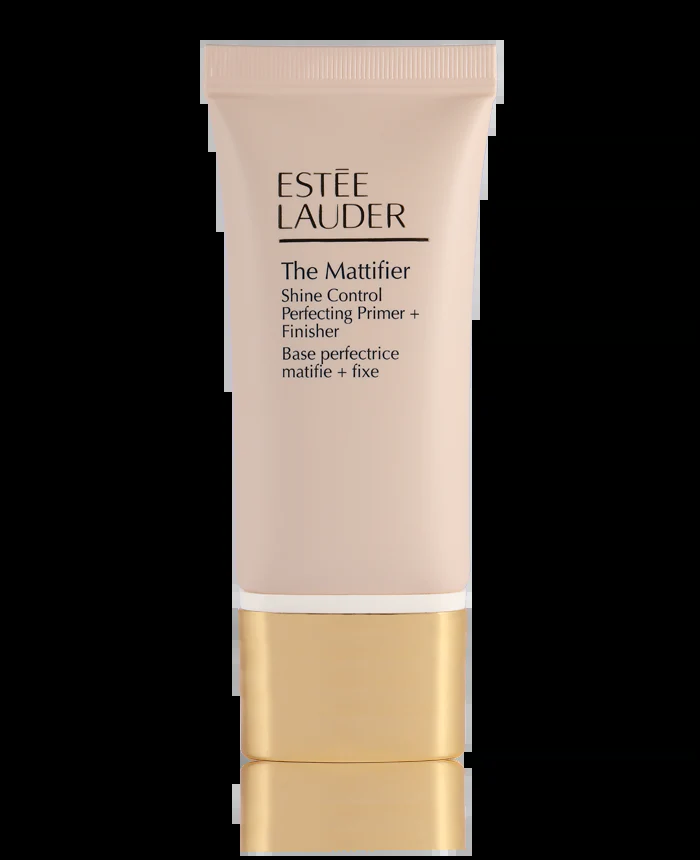 ESTĒE
LAUDER
The Mattifier
Shine Control
Perfecting Primer +
Finisher
Base perfectrice
matifie + fixe